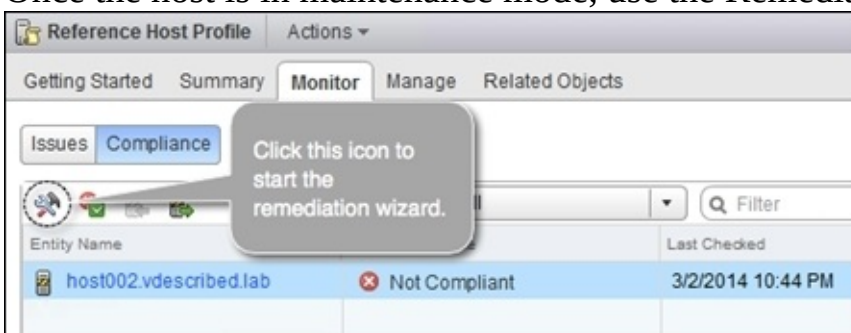 Once the host is in maintenance mode, use the Remedia
Reference Host Profile Actions
Getting Started Summary Monitor Manage Related Objects
Issues Compliance
Click this icon to
start the
remediation wizard.
Filter
Entity Name Last Checked
host002.vdescribed.lab Not Compliant 3/2/2014 10:44 PM